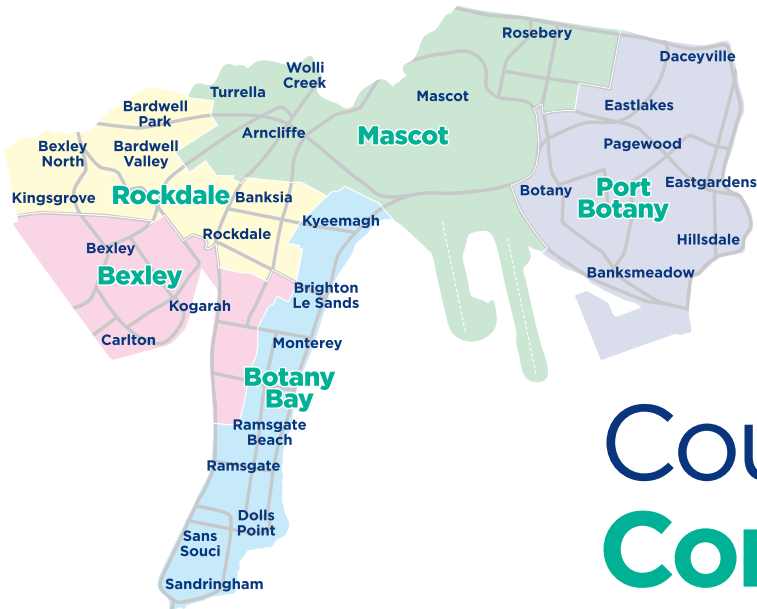 Rosebery
Daceyville
Wolli
Creek
Turrella
Mascot
Eastlakes
Bardwell
Park
Arncliffe
Mascot
Bexley
North
Bardwell
Valley
Pagewood
Kingsgrove
Rockdale
Banksia
Botany
Port
Botany
Eastgardens
Kyeemagh
Rockdale
Hillsdale
Bexley
Bexley
Banksmeadow
Kogarah
Brighton
Le Sands
Carlton
Monterey
Botany
Bay
Ramsgate
Beach
Ramsgate
Dolls
Point
Sans
Souci
Sandringham